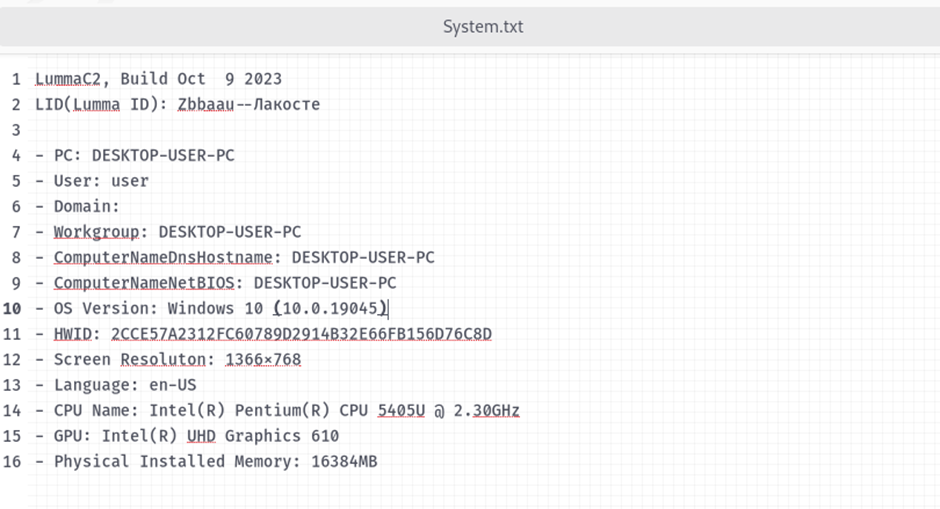 System.txt
1 LummaC2, Build Oct  9 2023
2 LID(Lumma ID): Zbbaau--Лакосте
3
4 - PC: DESKTOP-USER-PC
5 - User: user
6 - Domain:
7 - Workgroup: DESKTOP-USER-PC
8 - ComputerNameDnsHostname: DESKTOP-USER-PC
9 - ComputerNameNetBIOS: DESKTOP-USER-PC
10 - OS Version: Windows 10 (10.0.19045)
11 - HWID: 2CCE57A2312FC60789D2914B32E66FB156D76C8D
12 - Screen Resoluton: 1366×768
13 - Language: en-US
14 - CPU Name: Intel(R) Pentium(R) CPU 5405U @ 2.30GHz
15 - GPU: Intel(R) UHD Graphics 610
16 - Physical Installed Memory: 16384MB